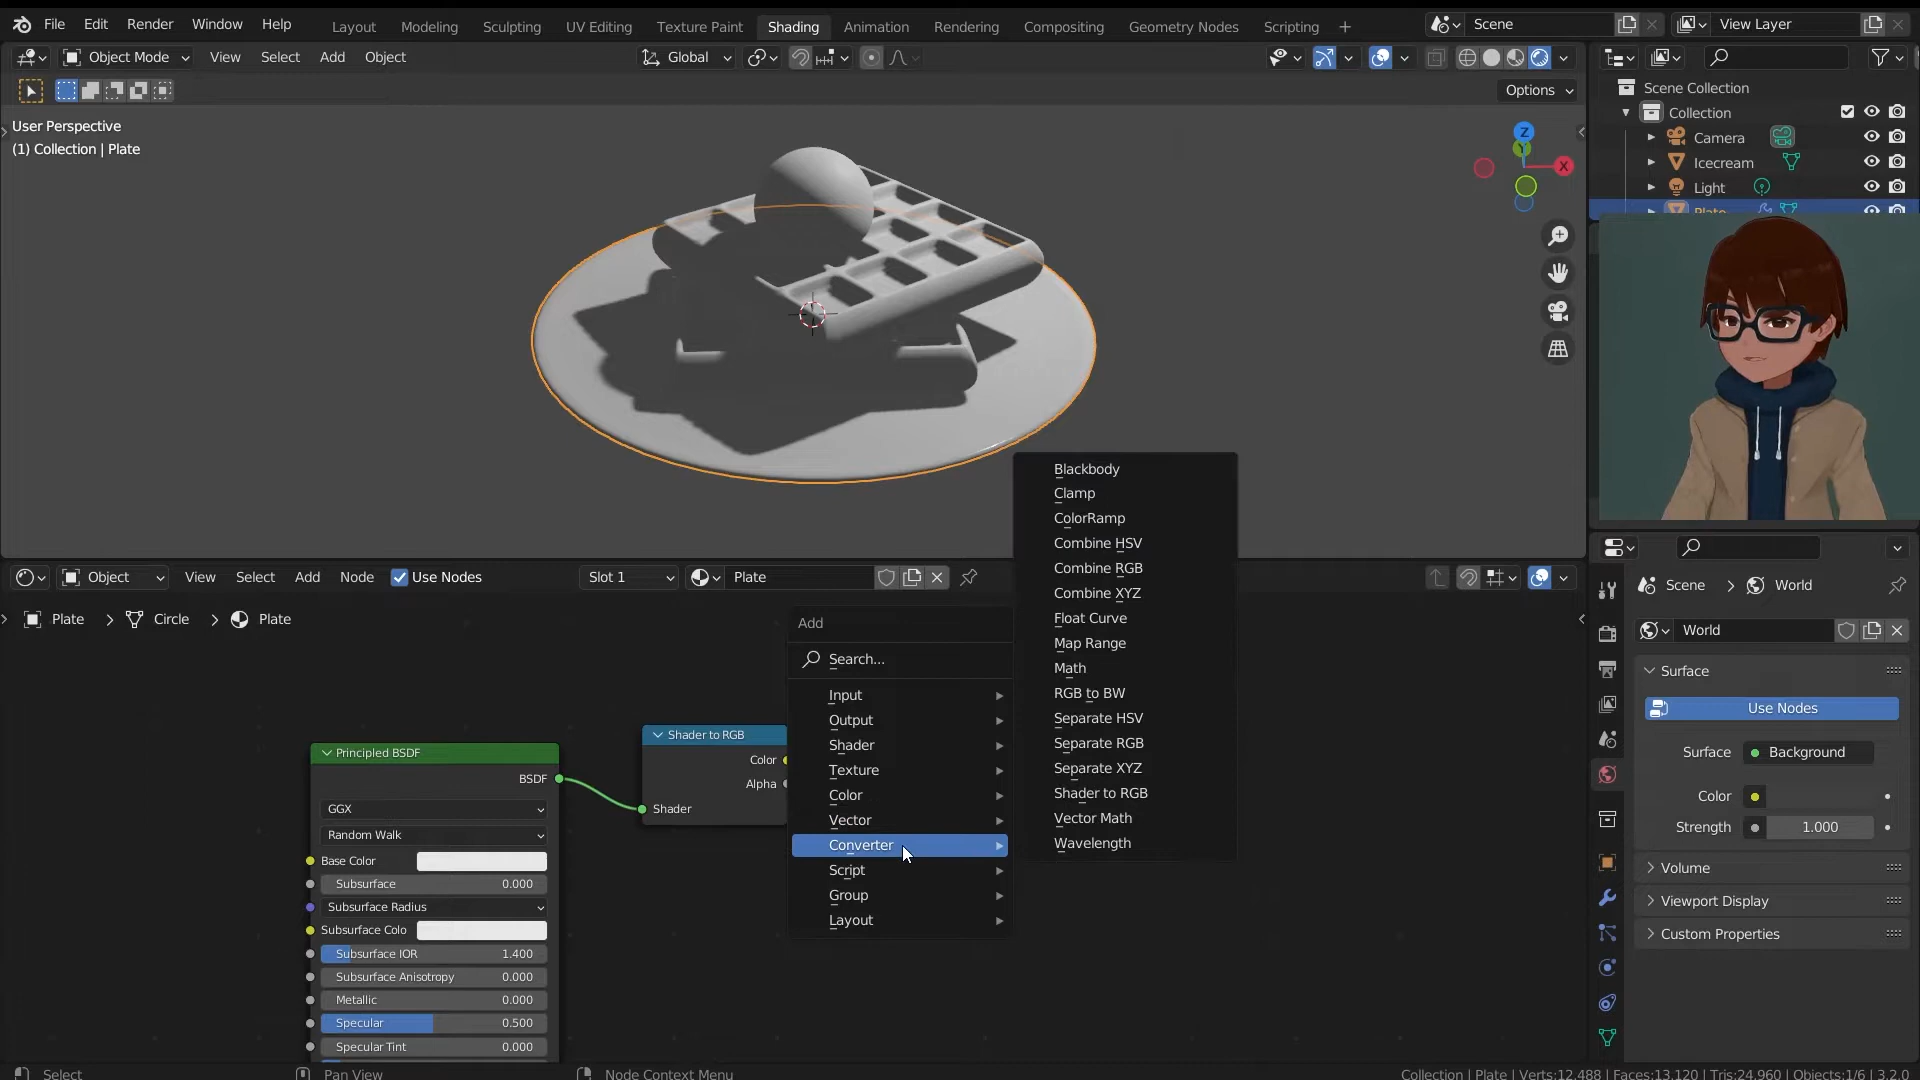 File Edit Render Window Help Layout Modeling Sculpting UV Editing Texture Paint Shading Animation Rendering Compositing Geometry Nodes Scripting + Scene View Layer
Object Mode View Select Add Object Global
Options
User Perspective
(1) Collection | Plate
Z
Y
X
Scene Collection
Collection
Camera
Icecream
Light
Plate
Blackbody
Clamp
ColorRamp
Combine HSV
Combine RGB
Combine XYZ
Float Curve
Map Range
Math
RGB to BW
Separate HSV
Separate RGB
Separate XYZ
Shader to RGB
Vector Math
Wavelength
Object View Select Add Node Use Nodes Slot 1 Plate
Plate > Circle > Plate
Add
Search...
Input
Output
Shader
Texture
Color
Vector
Converter
Script
Group
Layout
Principled BSDF
BSDF
GGX
Random Walk
Base Color
Subsurface 0.000
Subsurface Radius
Subsurface Colo
Subsurface IOR 1.400
Subsurface Anisotropy 0.000
Metallic 0.000
Specular 0.500
Specular Tint 0.000
Shader to RGB
Color
Alpha
Shader
Scene > World
World
Surface
Use Nodes
Surface Background
Color
Strength 1.000
Volume
Viewport Display
Custom Properties
Select Pan View Node Context Menu Collection | Plate | Verts:12,488 | Faces:13,120 | Tris:24,960 | Objects:1/6 | 3.2.0